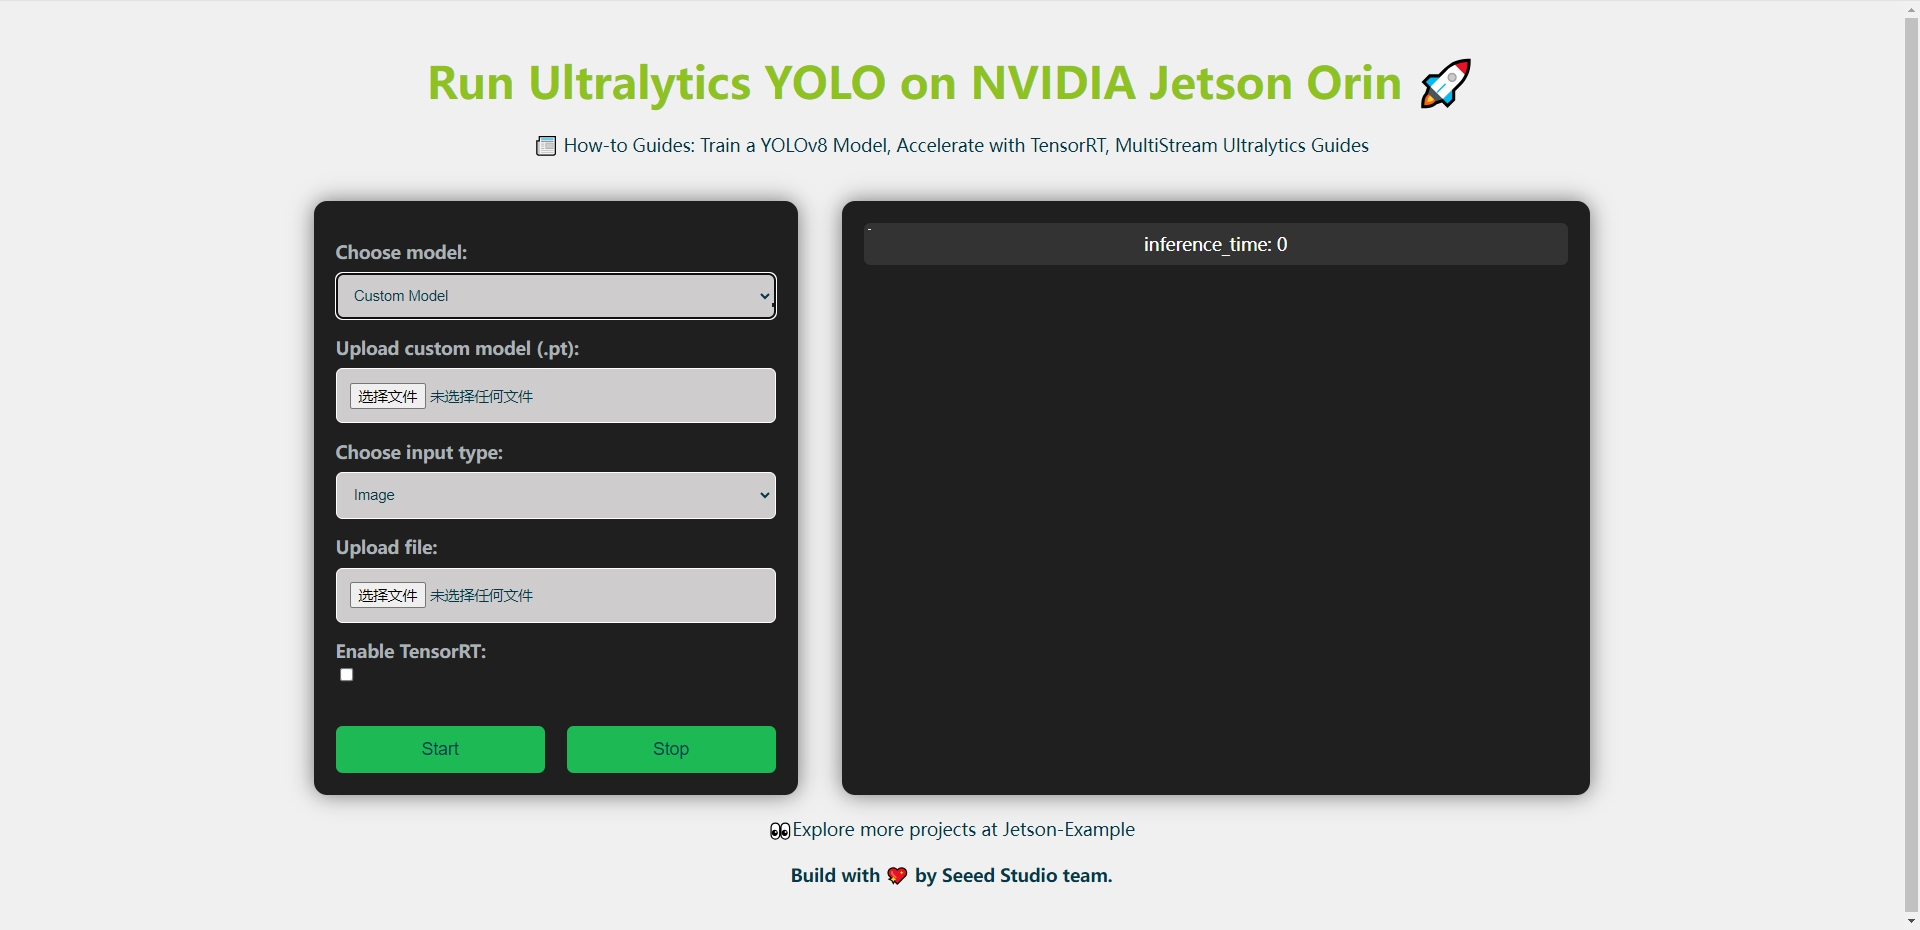 Run Ultralytics YOLO on NVIDIA Jetson Orin 🚀
📰 How-to Guides: Train a YOLOv8 Model, Accelerate with TensorRT, MultiStream Ultralytics Guides
Choose model:
Custom Model
Upload custom model (.pt):
选择文件 未选择任何文件
Choose input type:
Image
Upload file:
选择文件 未选择任何文件
Enable TensorRT:
Start Stop
inference_time: 0
👀Explore more projects at Jetson-Example
Build with 💖 by Seeed Studio team.